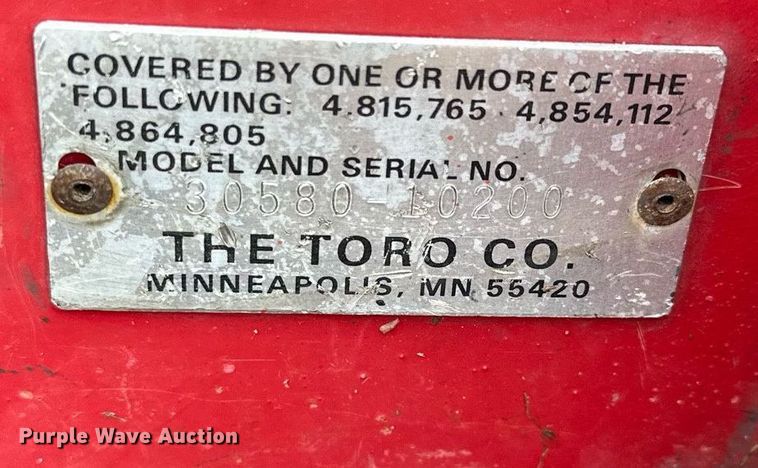 COVERED BY ONE OR MORE OF THE
FOLLOWING: 4,815,765 4,854,112
4,864,805
MODEL AND SERIAL NO.
30580-10200
THE TORO CO.
MINNEAPOLIS, MN 55420
Purple Wave Auction